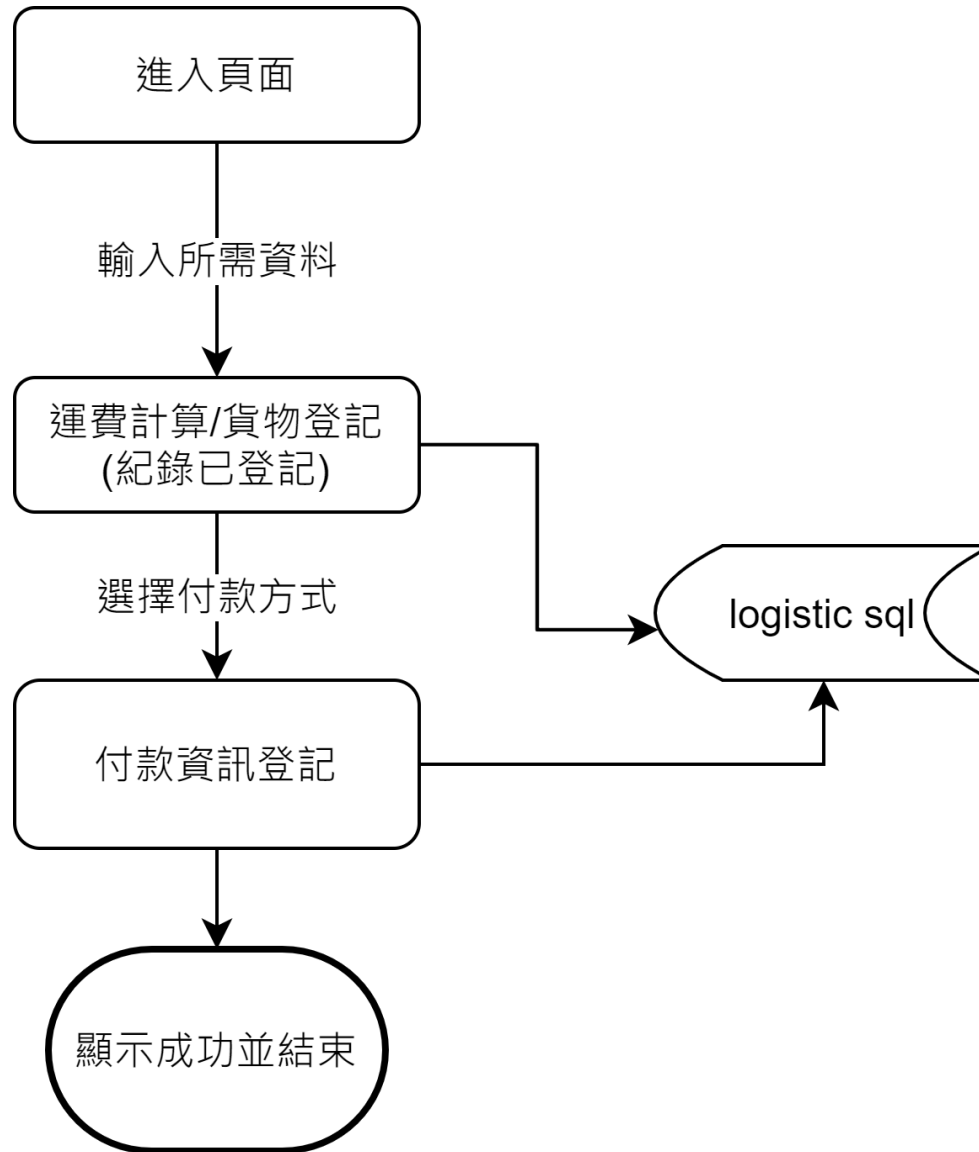 進入頁面
輸入所需資料
運費計算/貨物登記
(紀錄已登記)
選擇付款方式
logistic sql
付款資訊登記
顯示成功並結束